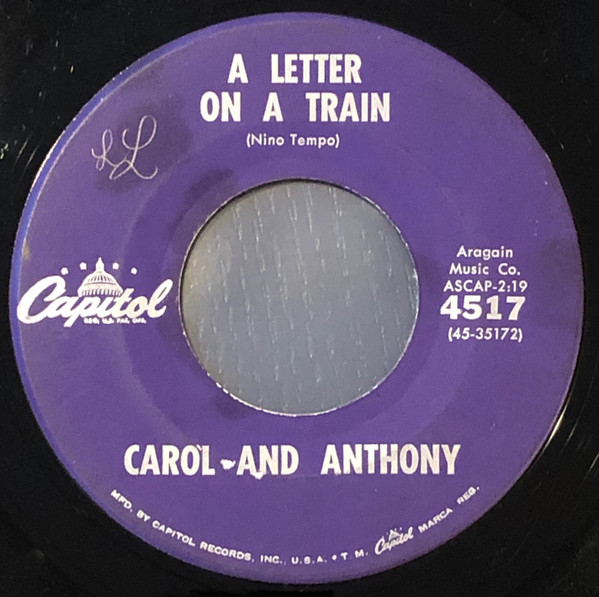 A LETTER
ON A TRAIN
(Nino Tempo)
LL
Capitol
REG. U.S. PAT. OFF.
Aragain
Music Co.
ASCAP-2:19
4517
(45-35172)
CAROL AND ANTHONY
MFD. BY CAPITOL RECORDS, INC., U.S.A. • T.M. Capitol MARCA REG.